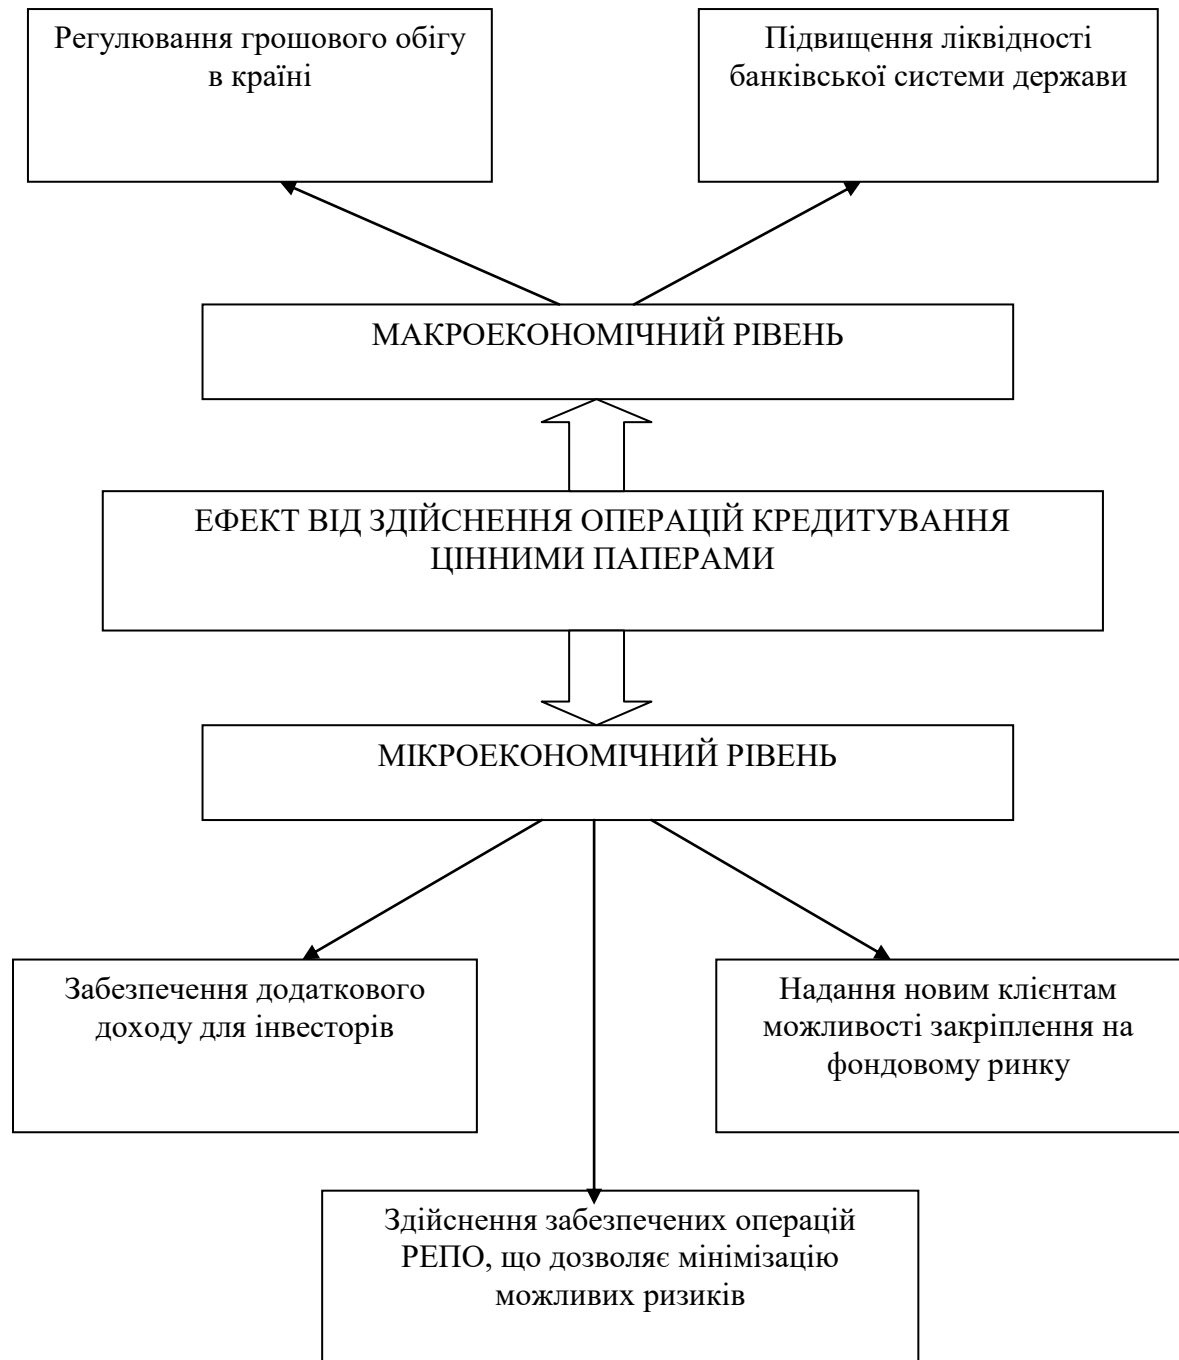 Регулювання грошового обігу
в країні
Підвищення ліквідності
банківської системи держави
МАКРОЕКОНОМІЧНИЙ РІВЕНЬ
ЕФЕКТ ВІД ЗДІЙСНЕННЯ ОПЕРАЦІЙ КРЕДИТУВАННЯ
ЦІННИМИ ПАПЕРАМИ
МІКРОЕКОНОМІЧНИЙ РІВЕНЬ
Забезпечення додаткового
доходу для інвесторів
Надання новим клієнтам
можливості закріплення на
фондовому ринку
Здійснення забезпечених операцій
РЕПО, що дозволяє мінімізацію
можливих ризиків